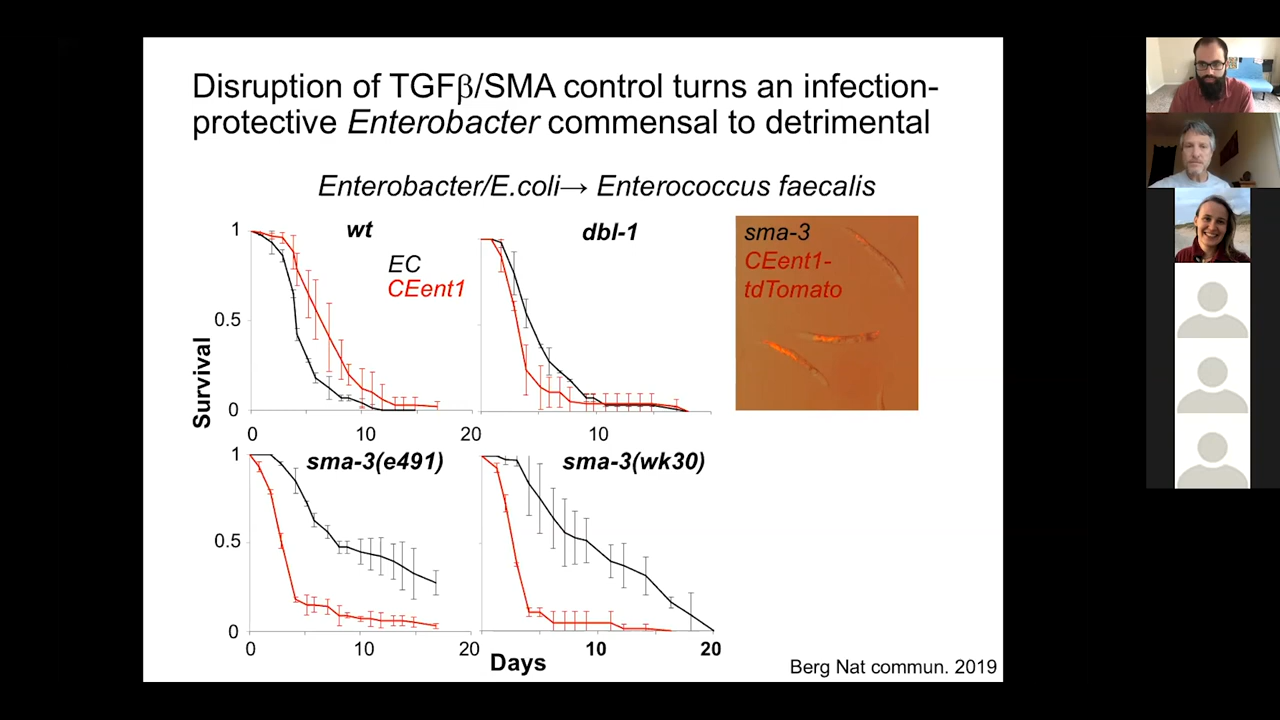 Disruption of TGFβ/SMA control turns an infection-
protective Enterobacter commensal to detrimental
Enterobacter/E.coli→ Enterococcus faecalis
wt
EC
CEent1
dbl-1
sma-3
CEent1-
tdTomato
1
0.5
0
0
10
20
10
Survival
sma-3(e491)
sma-3(wk30)
1
0.5
0
0
10
20
10
20
Days
Berg Nat commun. 2019